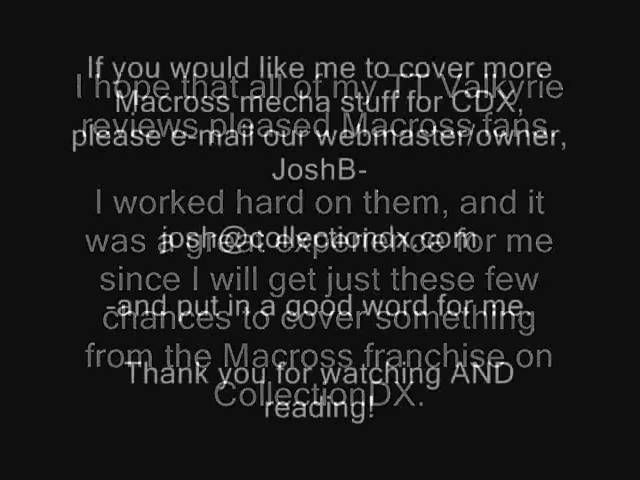 I hope that all of my TT Valkyrie
reviews pleased Macross fans.
I worked hard on them, and it
was a great experience for me
since I will get just these few
chances to cover something
from the Macross franchise on
CollectionDX.
If you would like me to cover more
Macross mecha stuff for CDX,
please e-mail our webmaster/owner,
JoshB-
josh@collectiondx.com
-and put in a good word for me.
Thank you for watching AND
reading!